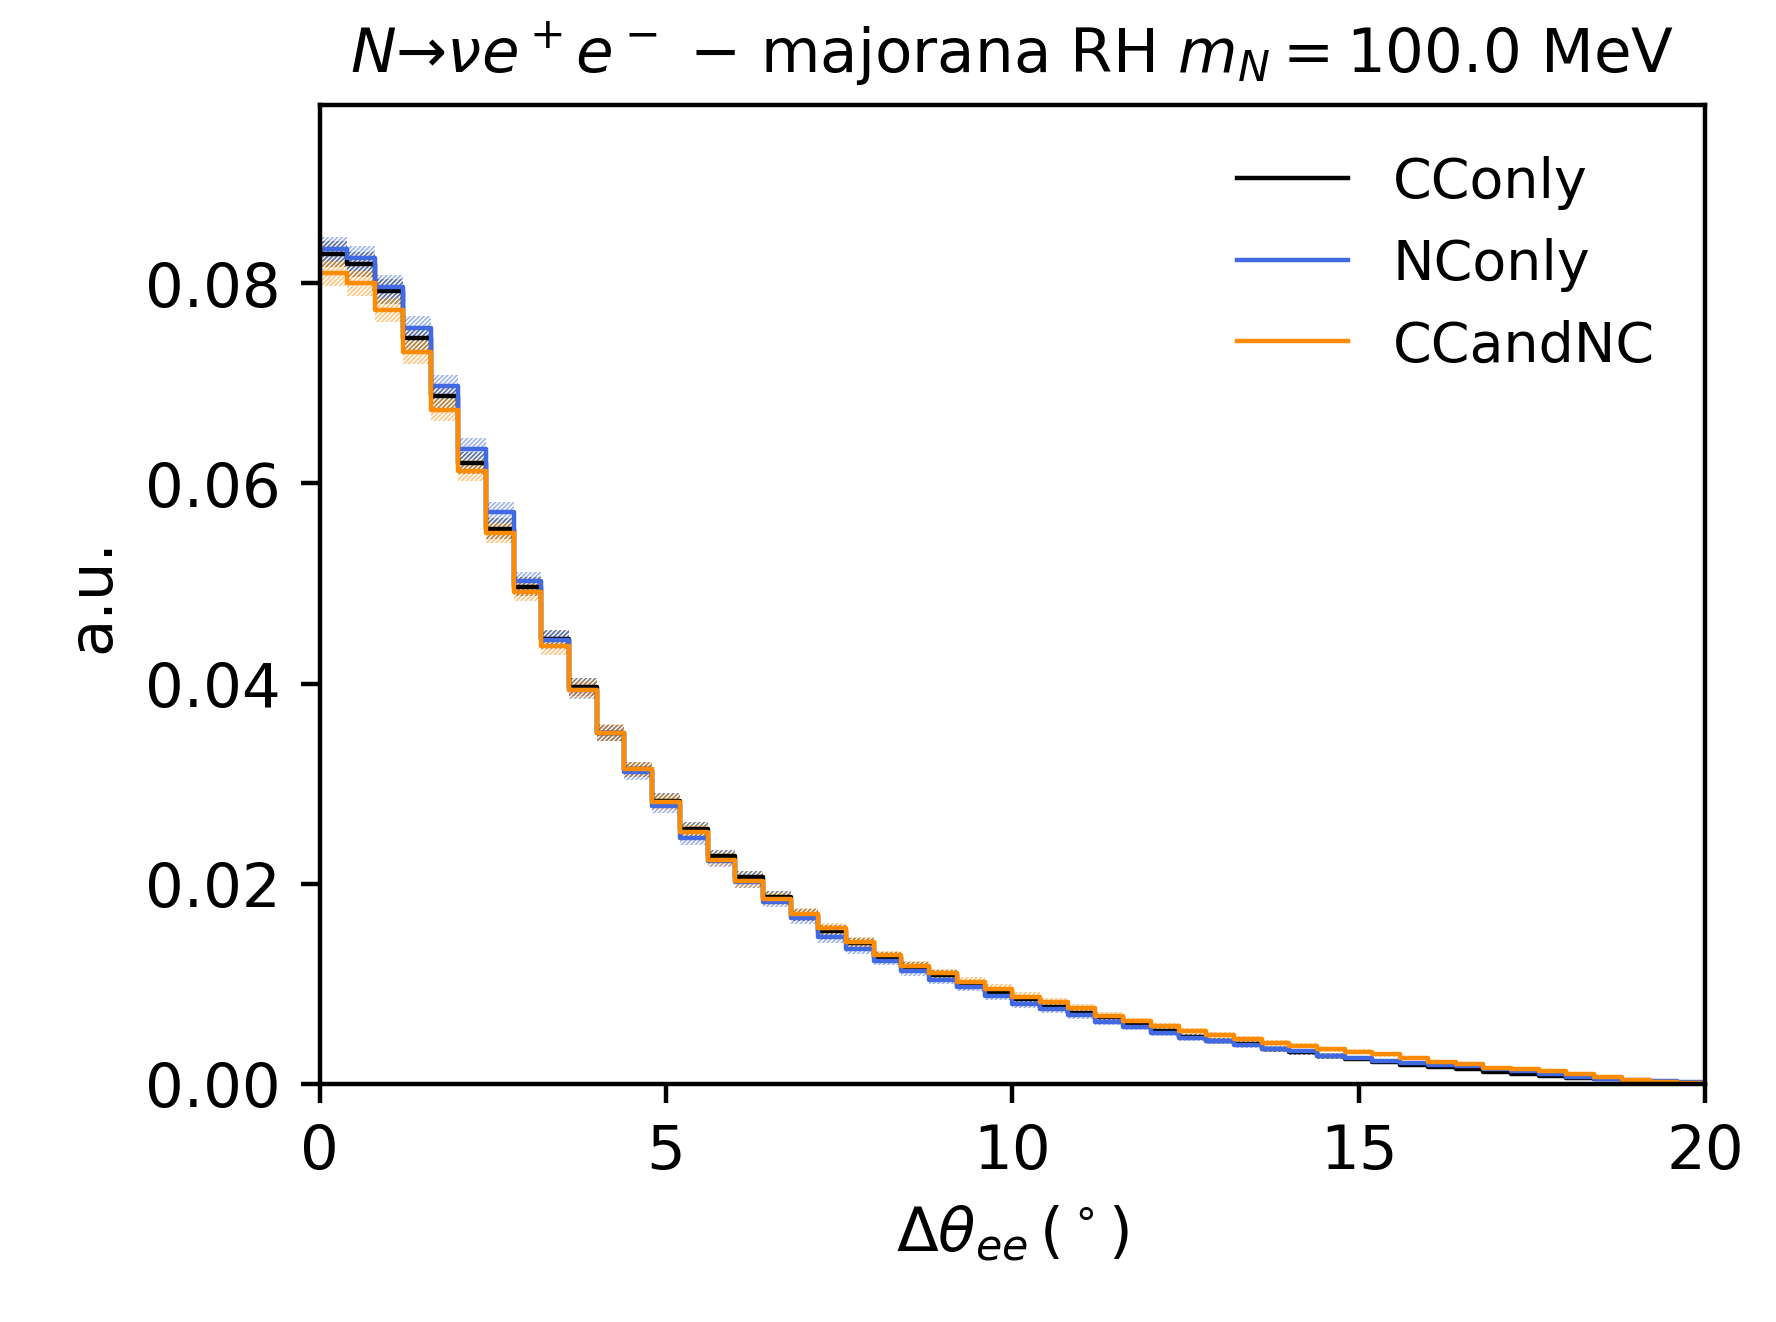 N→νe⁺e⁻ − majorana RH m_N = 100.0 MeV
CConly
NConly
CCandNC
0.08
0.06
0.04
0.02
0.00
a.u.
0 5 10 15 20
Δθ_ee (°)